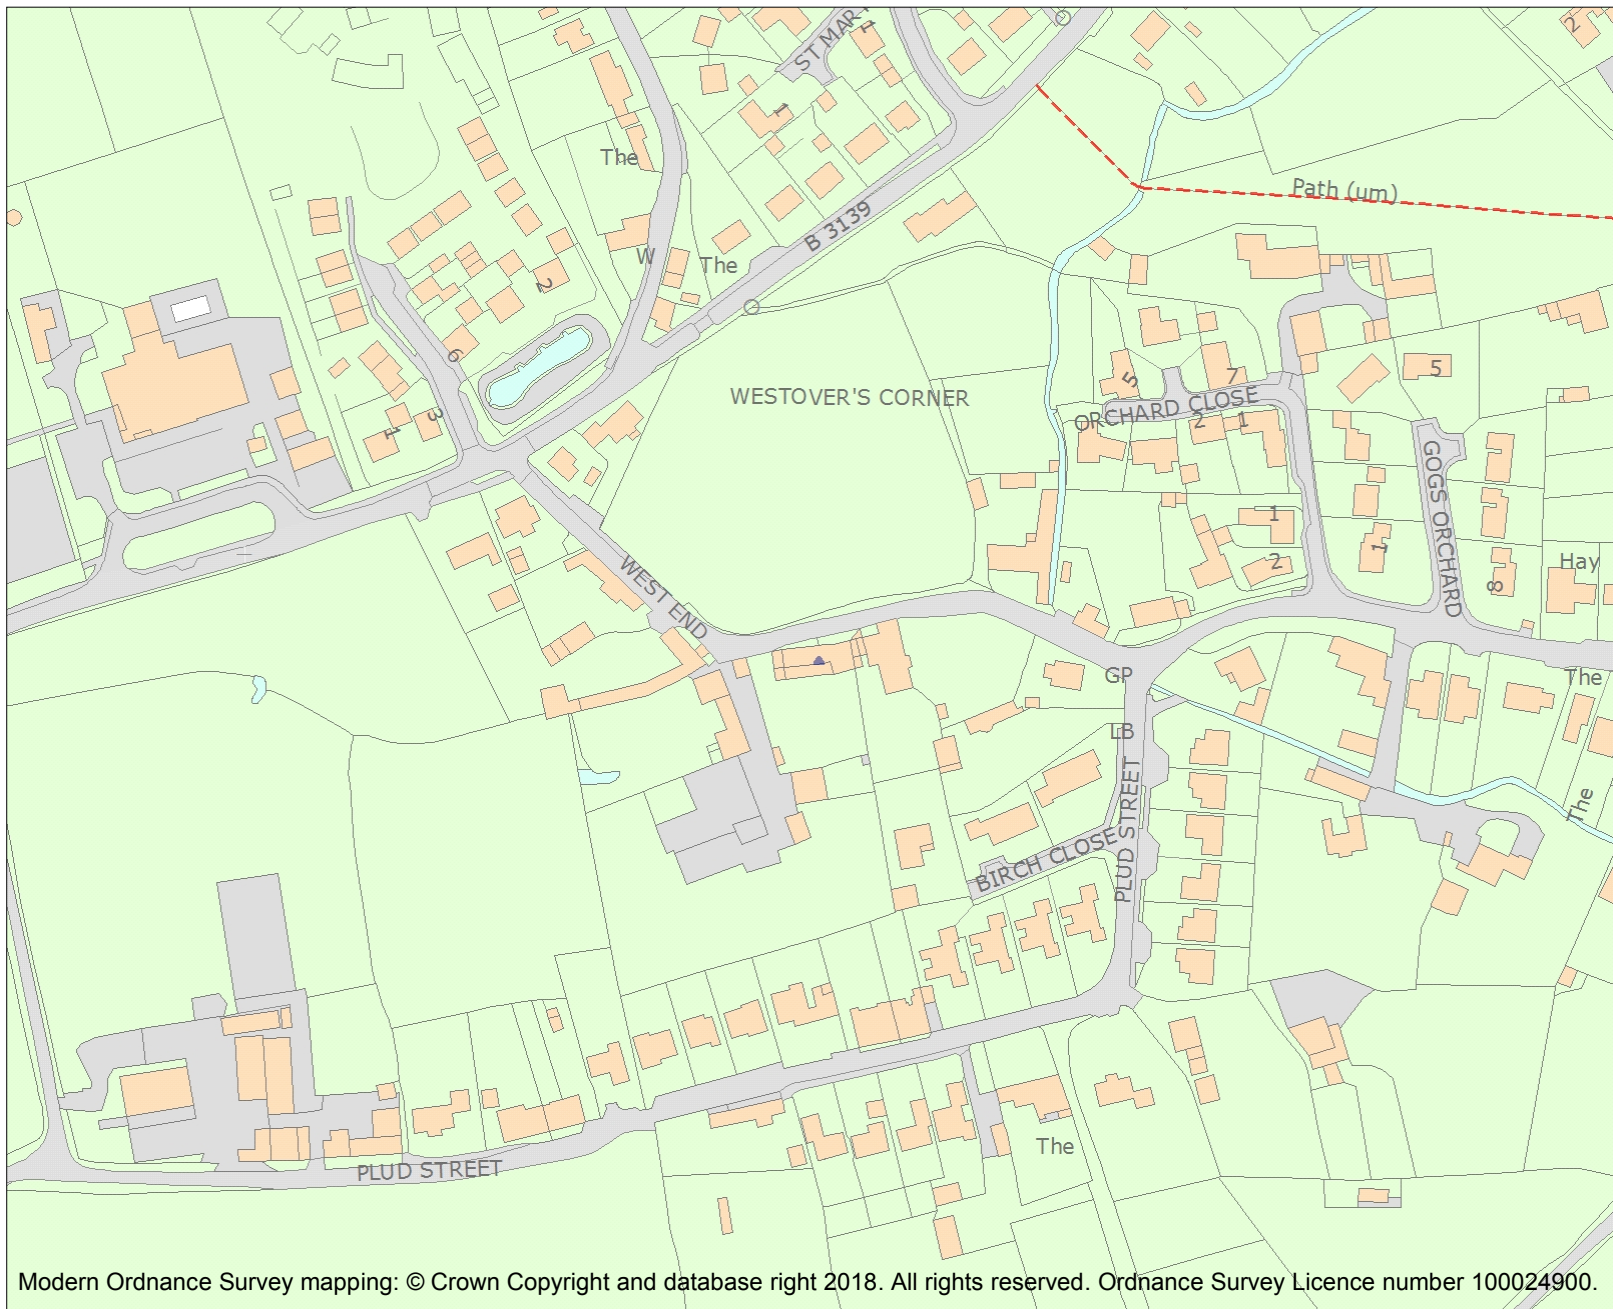 2
ST MARY
1
1
The
Path (um)
B 3139
W
The
2
6
5
7
5
WESTOVER'S CORNER
ORCHARD CLOSE
2
1
3
1
GOGS ORCHARD
1
1
2
Hay
8
WEST END
GP
The
LB
PLUD STREET
The
BIRCH CLOSE
The
PLUD STREET
Modern Ordnance Survey mapping: © Crown Copyright and database right 2018. All rights reserved. Ordnance Survey Licence number 100024900.